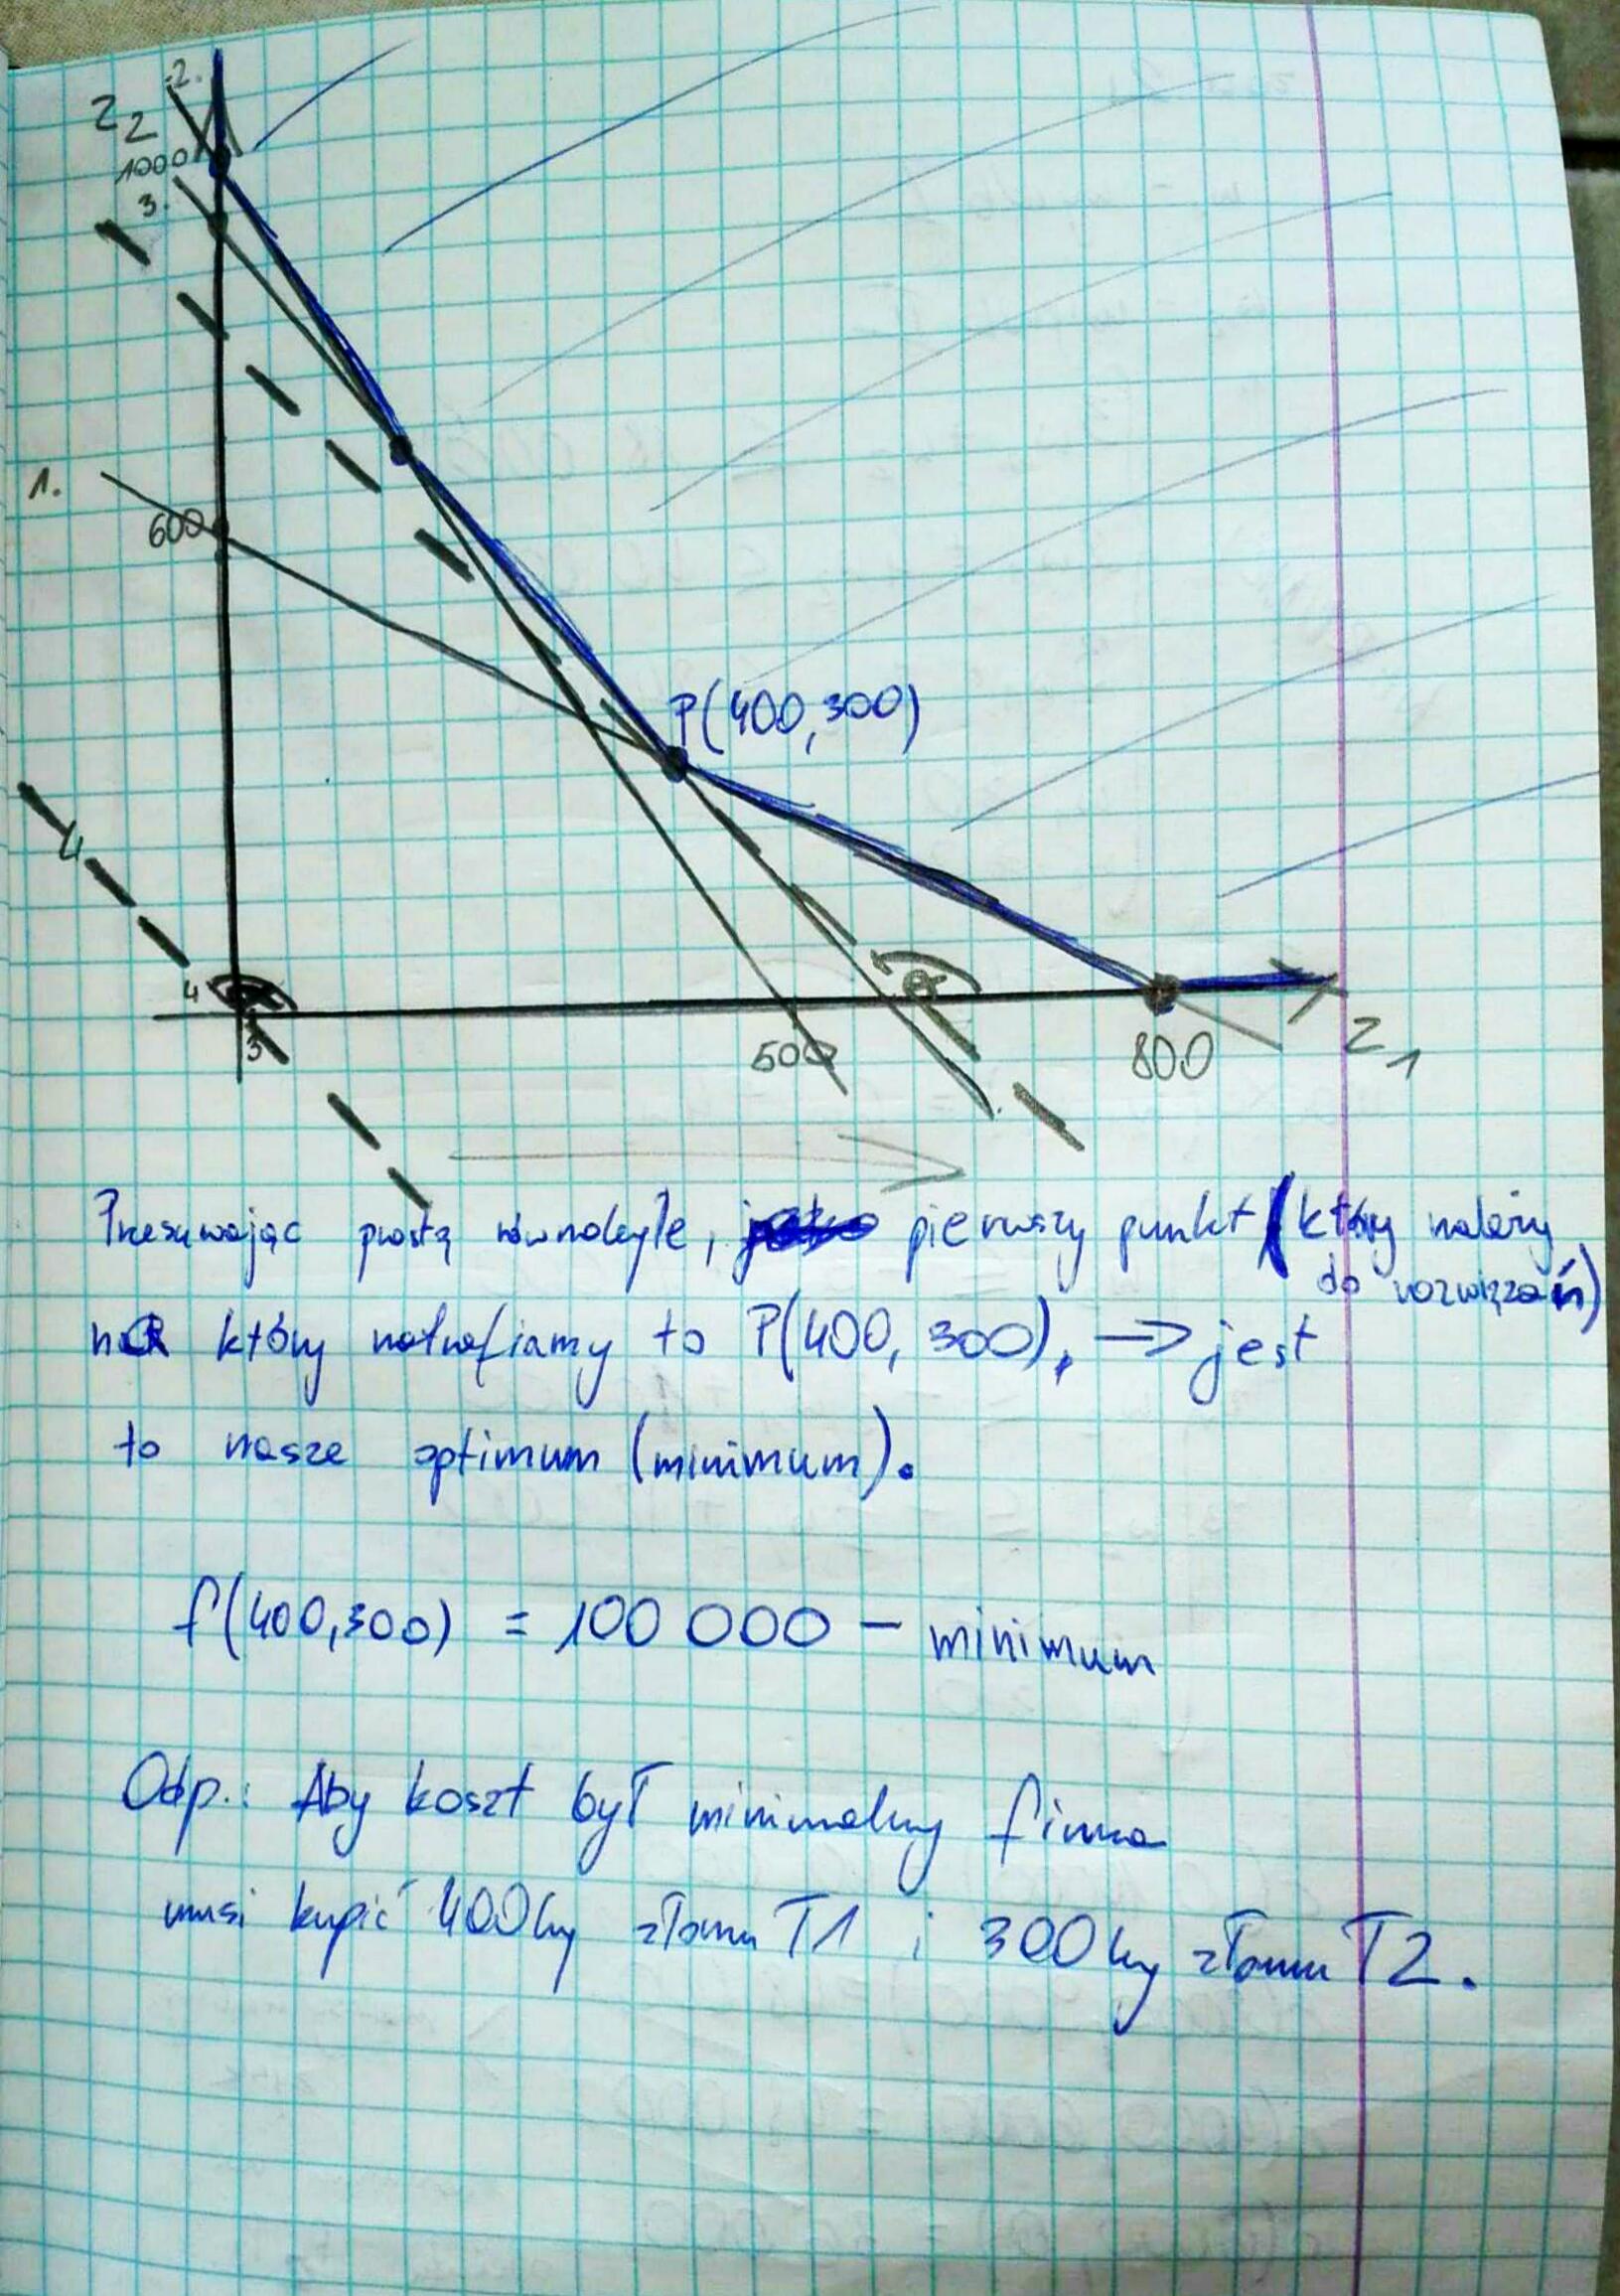 2.
Z2
1000
3.
1.
600
P(400,300)
4
4
α
3
500
800
Z1
Przesuwając prostą równolegle, pierwszy punkt (który należy
do rozwiązań)
na który natrafiamy to P(400, 300), → jest
to nasze optimum (minimum).
f(400,300) = 100 000 – minimum
Odp.: Aby koszt był minimalny firma
musi kupić 400kg złomu T1 i 300kg złomu T2.